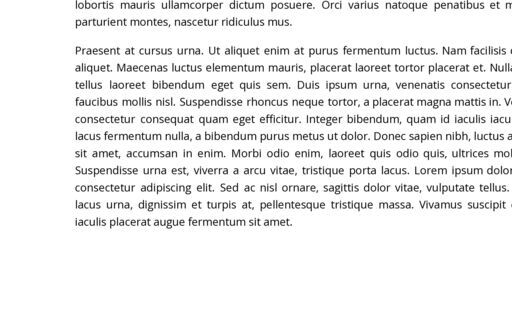 lobortis mauris ullamcorper dictum posuere. Orci varius natoque penatibus et
parturient montes, nascetur ridiculus mus.
Praesent at cursus urna. Ut aliquet enim at purus fermentum luctus. Nam facilisis
aliquet. Maecenas luctus elementum mauris, placerat laoreet tortor placerat et.
tellus laoreet bibendum eget quis sem. Duis ipsum urna, venenatis consectetur
faucibus mollis nisl. Suspendisse rhoncus neque tortor, a placerat magna mattis in.
consectetur consequat quam eget efficitur. Integer bibendum, quam id iaculis
lacus fermentum nulla, a bibendum purus metus ut dolor. Donec sapien nibh, luctus
sit amet, accumsan in enim. Morbi odio enim, laoreet quis odio quis, ultrices
Suspendisse urna est, viverra a arcu vitae, tristique porta lacus. Lorem ipsum
consectetur adipiscing elit. Sed ac nisl ornare, sagittis dolor vitae, vulputate tellus.
lacus urna, dignissim et turpis at, pellentesque tristique massa. Vivamus suscipit
iaculis placerat augue fermentum sit amet.